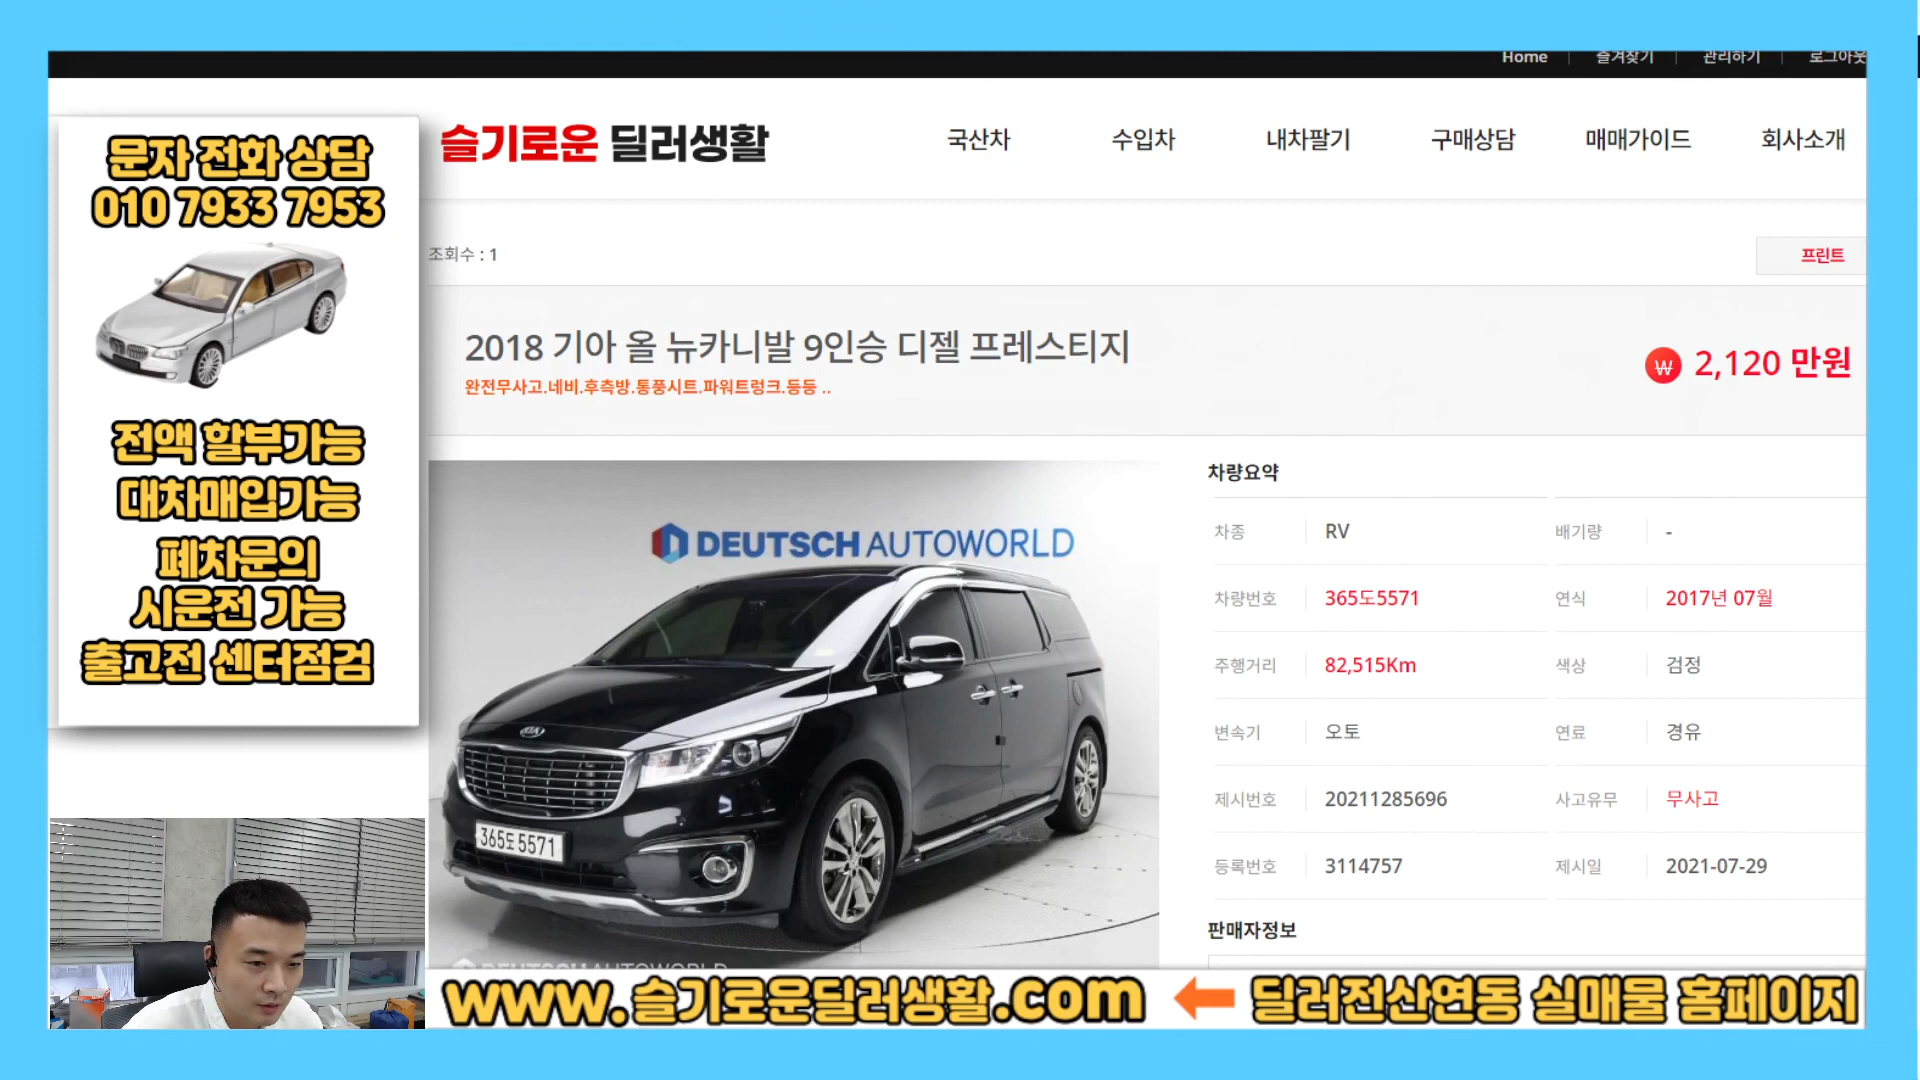 Home
즐겨찾기
관리하기
로그아웃
문자 전화 상담
010 7933 7953
전액 할부가능
대차매입가능
폐차문의
시운전 가능
출고전 센터점검
슬기로운 딜러생활
국산차
수입차
내차팔기
구매상담
매매가이드
회사소개
조회수 : 1
프린트
2018 기아 올 뉴카니발 9인승 디젤 프레스티지
완전무사고.네비.후측방.통풍시트.파워트렁크.등등 ..
₩ 2,120 만원
DEUTSCH AUTOWORLD
KIA
365도5571
DEUTSCH AUTOWORLD
차량요약
차종 RV 배기량 -
차량번호 365도5571 연식 2017년 07월
주행거리 82,515Km 색상 검정
변속기 오토 연료 경유
제시번호 20211285696 사고유무 무사고
등록번호 3114757 제시일 2021-07-29
판매자정보
www.슬기로운딜러생활.com ← 딜러전산연동 실매물 홈페이지